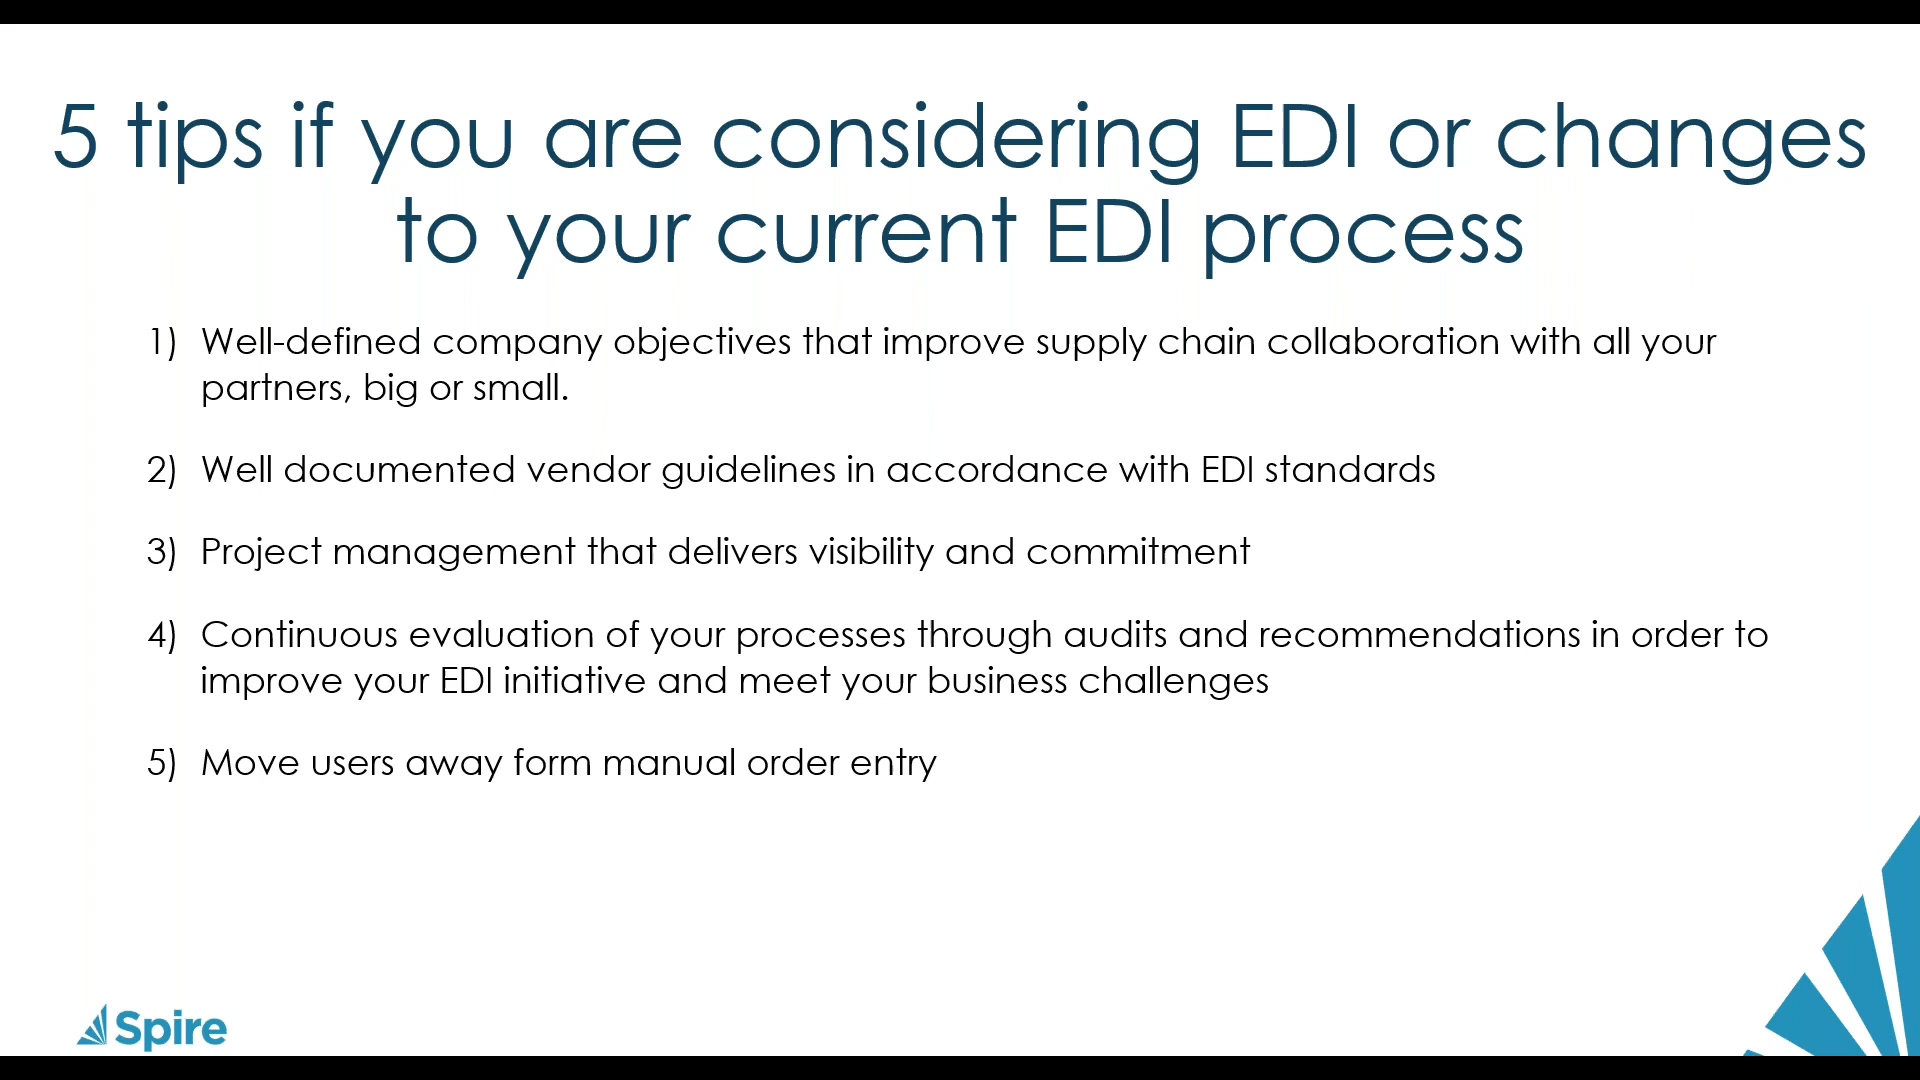 5 tips if you are considering EDI or changes
to your current EDI process
1) Well-defined company objectives that improve supply chain collaboration with all your
partners, big or small.
2) Well documented vendor guidelines in accordance with EDI standards
3) Project management that delivers visibility and commitment
4) Continuous evaluation of your processes through audits and recommendations in order to
improve your EDI initiative and meet your business challenges
5) Move users away form manual order entry
Spire